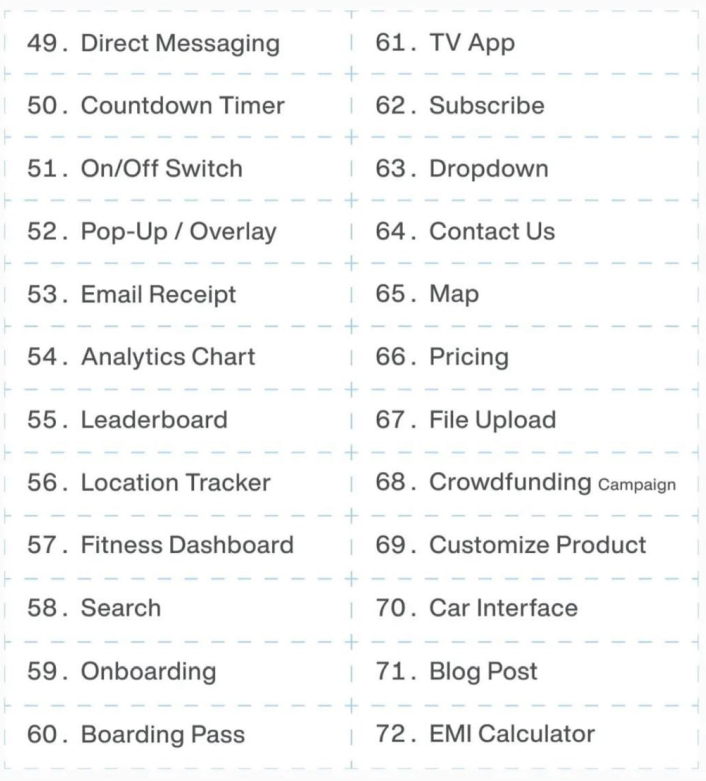 49. Direct Messaging
50. Countdown Timer
51. On/Off Switch
52. Pop-Up / Overlay
53. Email Receipt
54. Analytics Chart
55. Leaderboard
56. Location Tracker
57. Fitness Dashboard
58. Search
59. Onboarding
60. Boarding Pass
61. TV App
62. Subscribe
63. Dropdown
64. Contact Us
65. Map
66. Pricing
67. File Upload
68. Crowdfunding Campaign
69. Customize Product
70. Car Interface
71. Blog Post
72. EMI Calculator